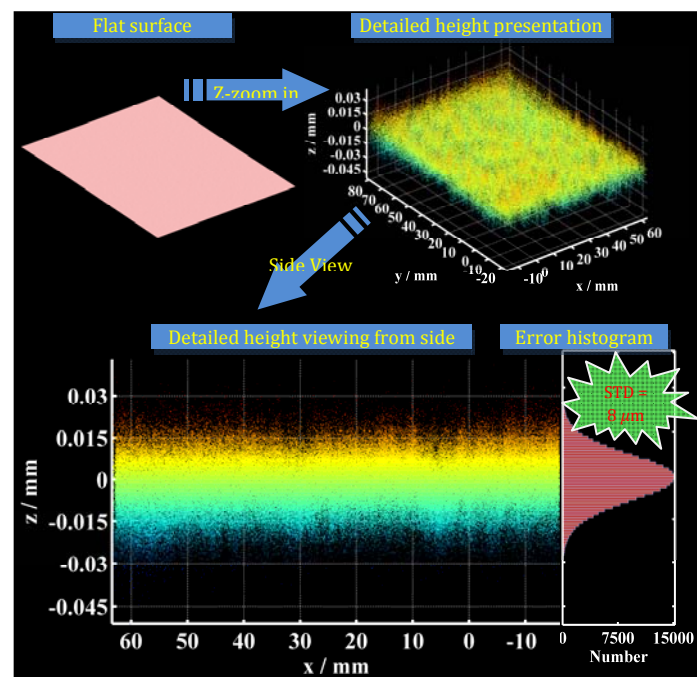 Flat surface
Detailed height presentation
Z-zoom in
0.03
0.015
0
-0.015
-0.03
-0.045
z / mm
80
70
60
50
40
30
20
10
0
-10
-20
y / mm
-10
0
10
20
30
40
50
60
x / mm
Side View
Detailed height viewing from side
Error histogram
STD =
8 μm
0.03
0.015
0
-0.015
-0.03
-0.045
z / mm
60 50 40 30 20 10 0 -10
x / mm
0 7500 15000
Number